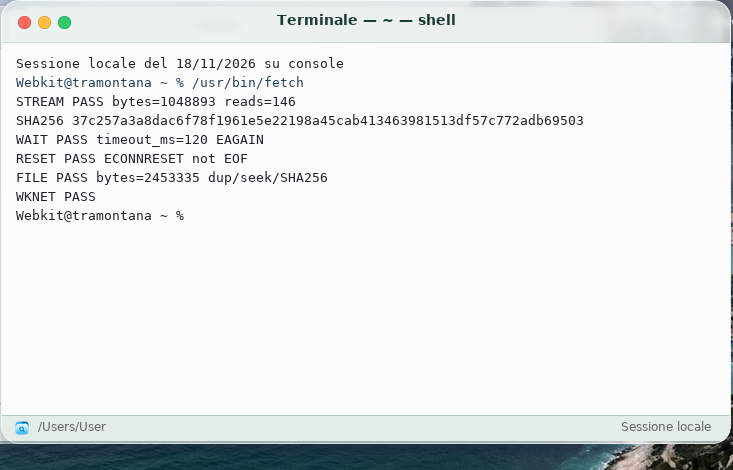 Terminale — ~ — shell
Sessione locale del 18/11/2026 su console
Webkit@tramontana ~ % /usr/bin/fetch
STREAM PASS bytes=1048893 reads=146
SHA256 37c257a3a8dac6f78f1961e5e22198a45cab413463981513df57c772adb69503
WAIT PASS timeout_ms=120 EAGAIN
RESET PASS ECONNRESET not EOF
FILE PASS bytes=2453335 dup/seek/SHA256
WKNET PASS
Webkit@tramontana ~ %
/Users/User
Sessione locale